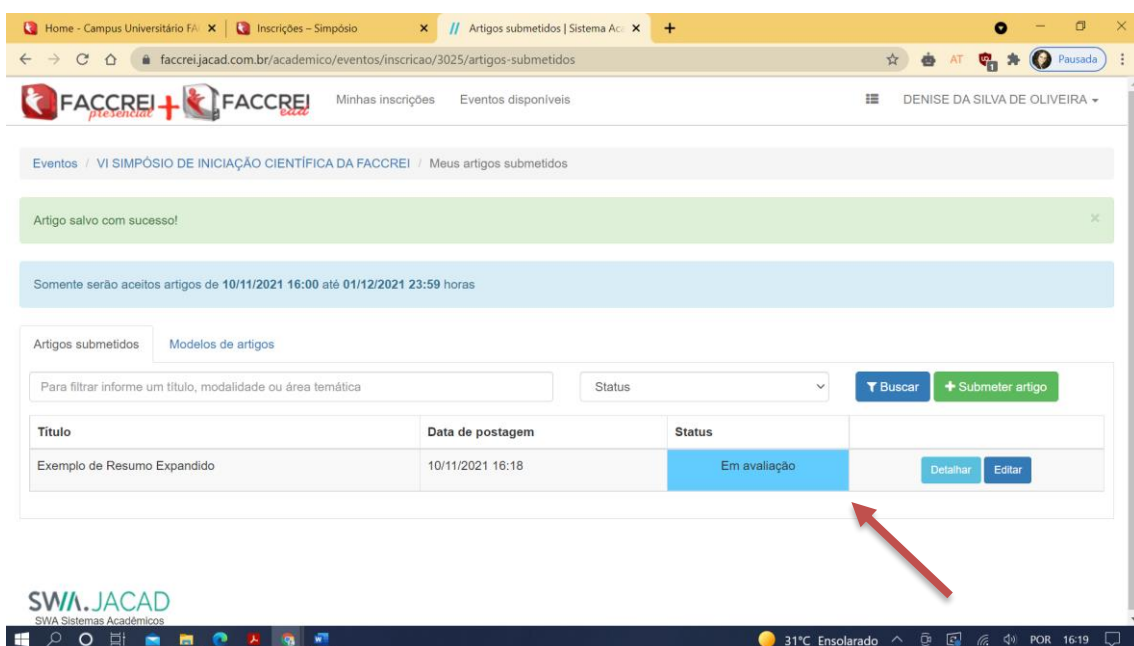 Home - Campus Universitário FA
Inscrições – Simpósio
Artigos submetidos | Sistema Aca
faccrei.jacad.com.br/academico/eventos/inscricao/3025/artigos-submetidos
AT
1
Pausada
FACCREI presencial + FACCREI ead
Minhas inscrições
Eventos disponíveis
DENISE DA SILVA DE OLIVEIRA
Eventos / VI SIMPÓSIO DE INICIAÇÃO CIENTÍFICA DA FACCREI / Meus artigos submetidos
Artigo salvo com sucesso!
Somente serão aceitos artigos de 10/11/2021 16:00 até 01/12/2021 23:59 horas
Artigos submetidos
Modelos de artigos
Para filtrar informe um título, modalidade ou área temática
Status
Buscar
Submeter artigo
Título
Data de postagem
Status
Exemplo de Resumo Expandido
10/11/2021 16:18
Em avaliação
Detalhar
Editar
SWA.JACAD
SWA Sistemas Acadêmicos
31°C Ensolarado
POR
16:19